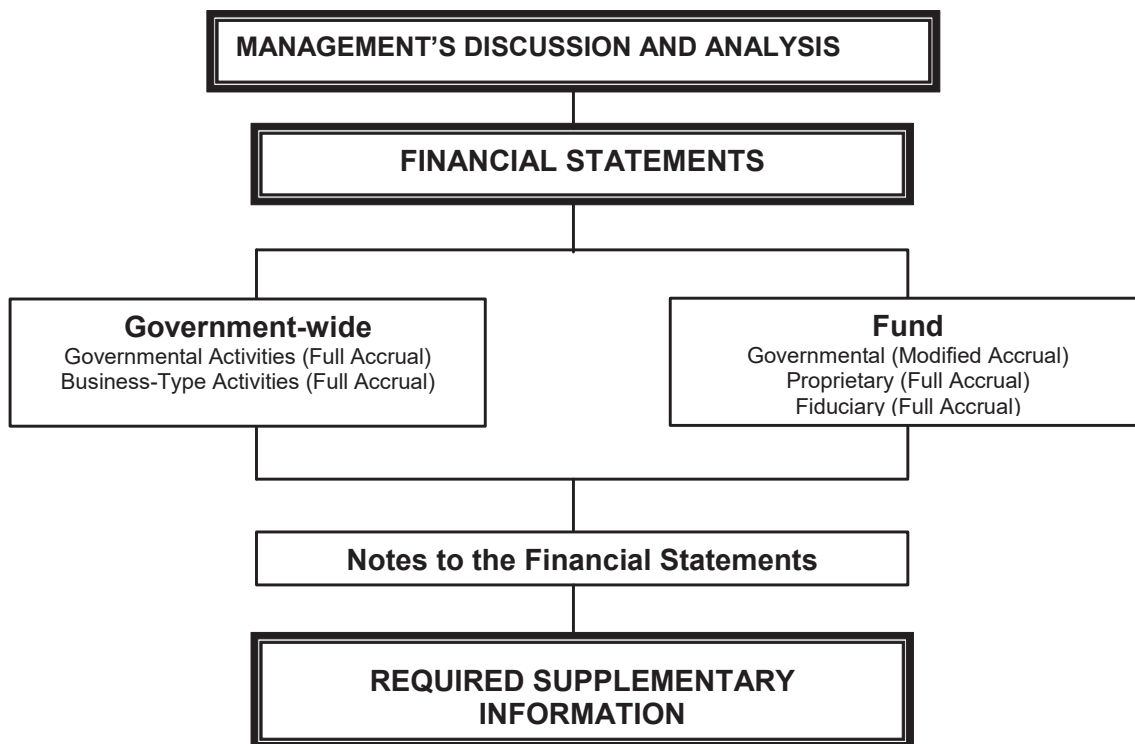 MANAGEMENT’S DISCUSSION AND ANALYSIS
FINANCIAL STATEMENTS
Government-wide
Governmental Activities (Full Accrual)
Business-Type Activities (Full Accrual)
Fund
Governmental (Modified Accrual)
Proprietary (Full Accrual)
Fiduciary (Full Accrual)
Notes to the Financial Statements
REQUIRED SUPPLEMENTARY
INFORMATION